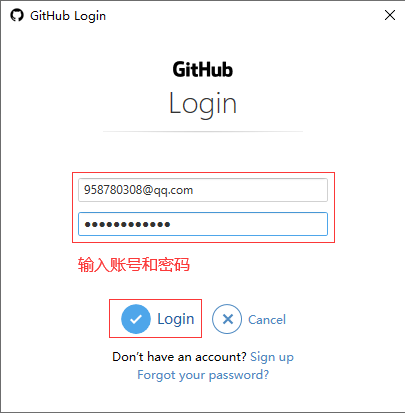 GitHub Login
GitHub
Login
958780308@qq.com
●●●●●●●●●●●●
输入账号和密码
Login
Cancel
Don't have an account? Sign up
Forgot your password?